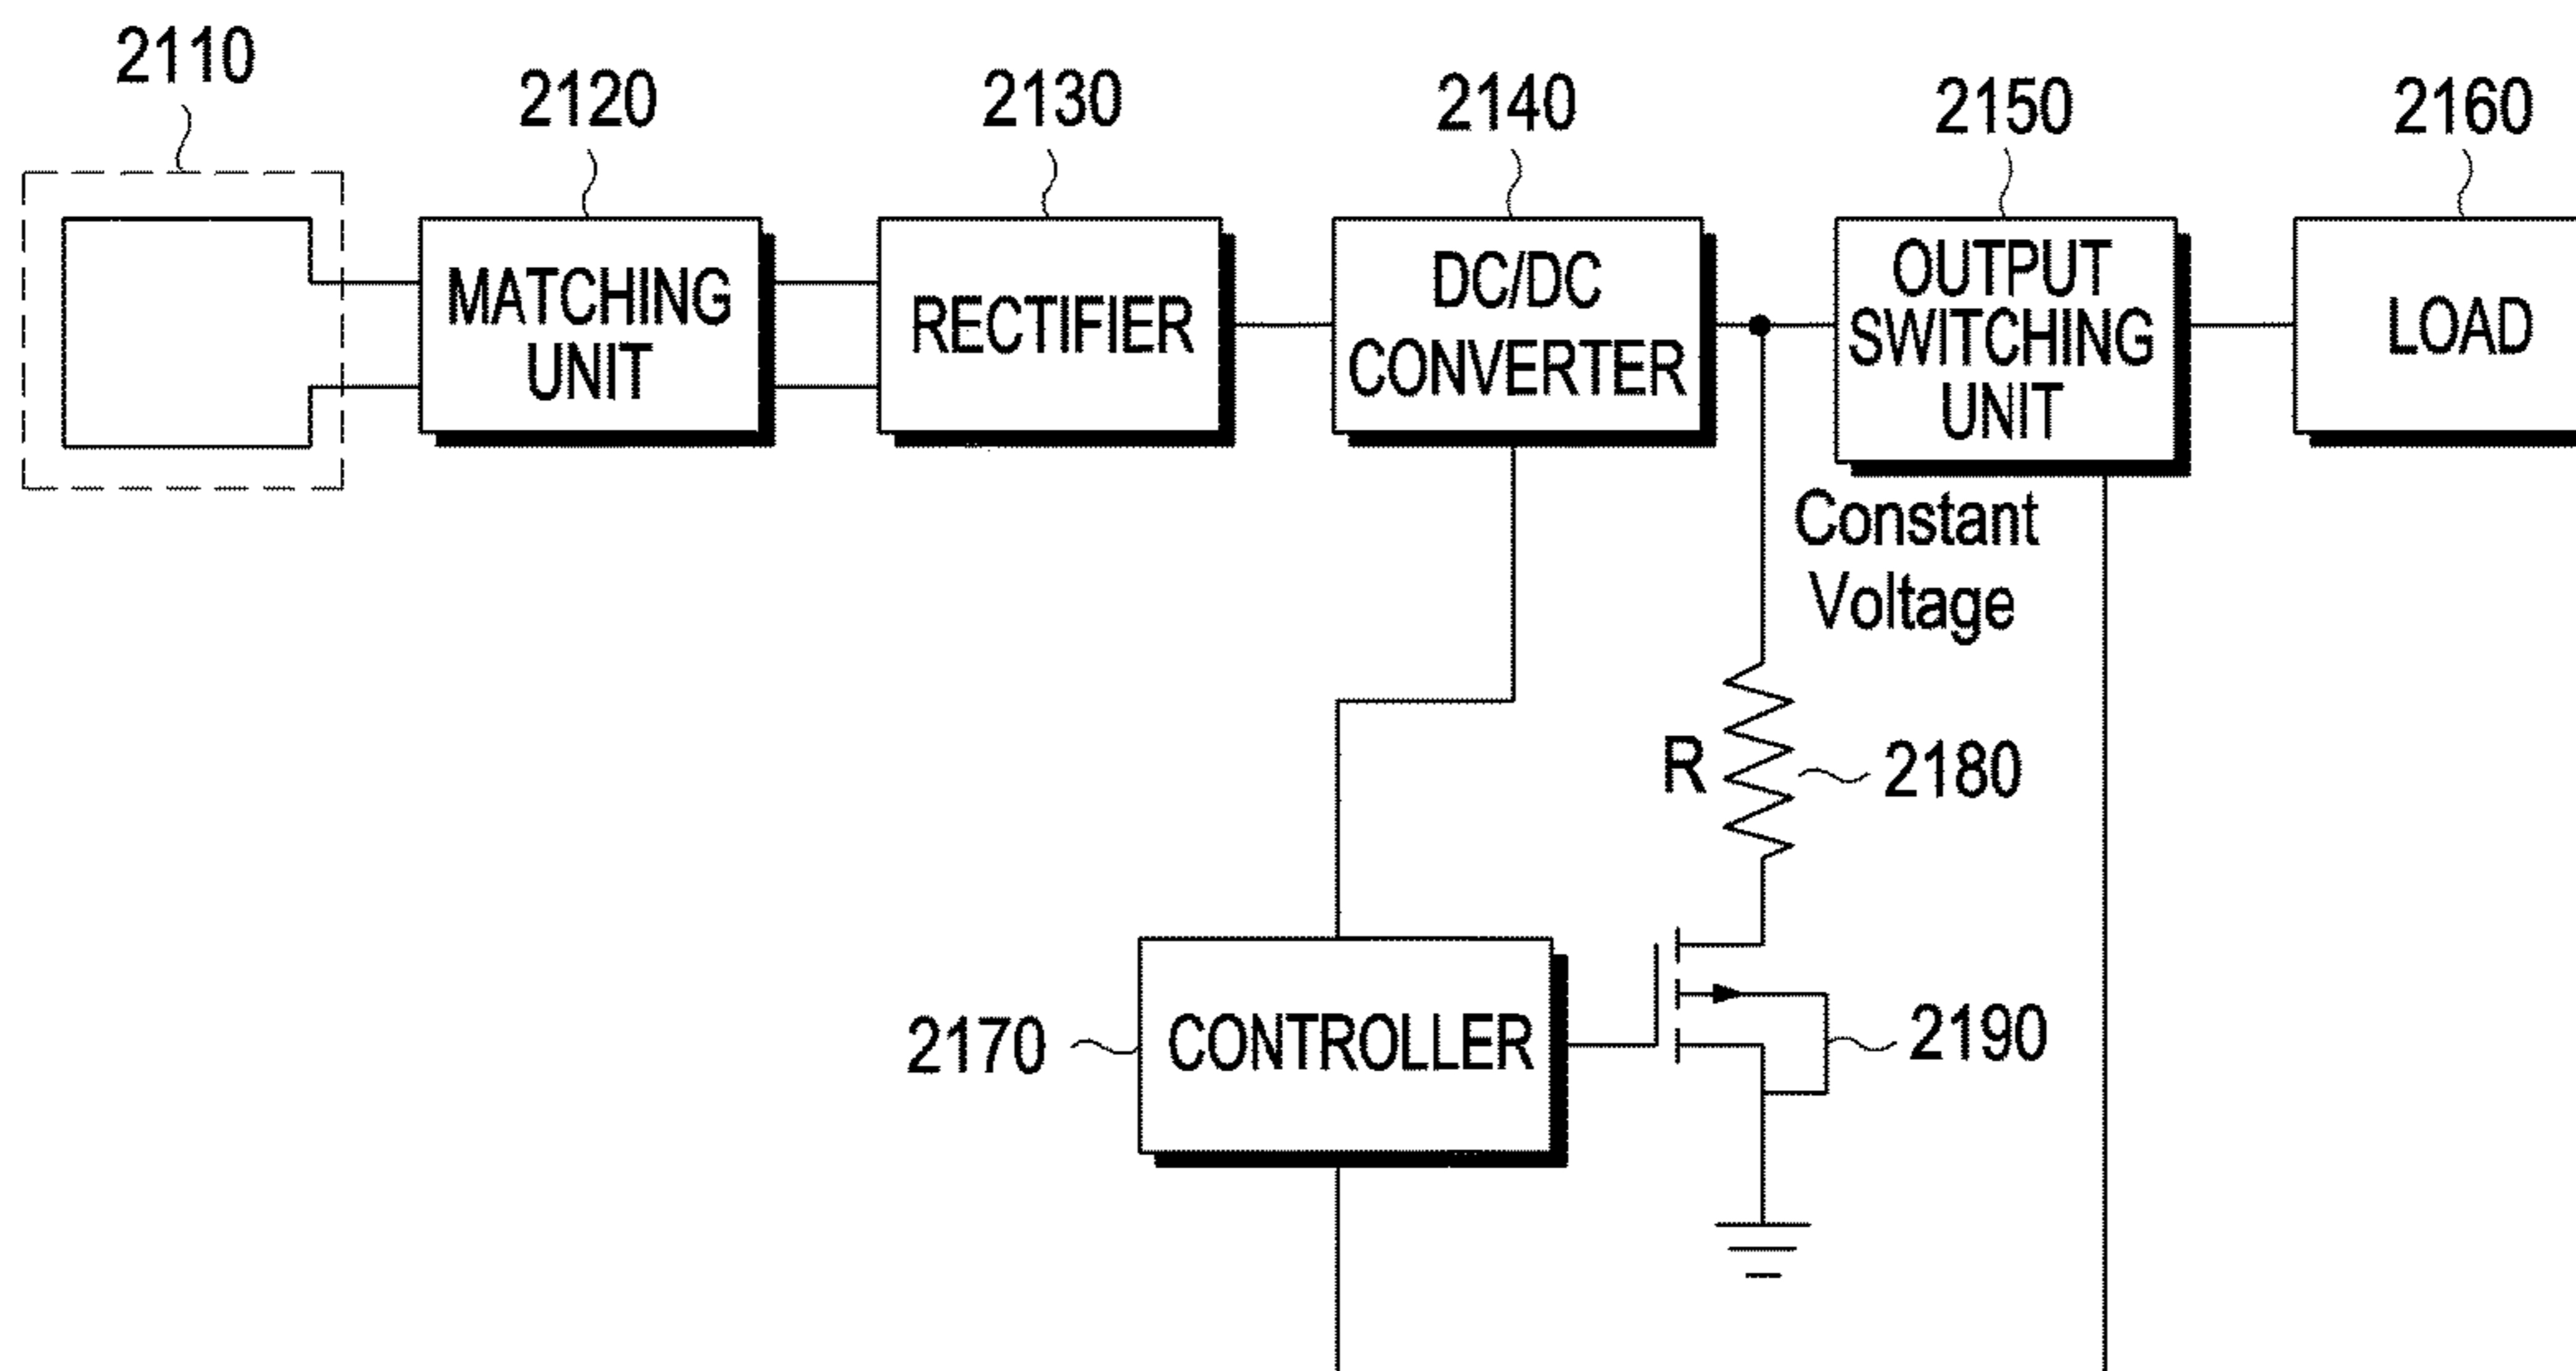 2110
2120
2130
2140
2150
2160
MATCHING
UNIT
RECTIFIER
DC/DC
CONVERTER
OUTPUT
SWITCHING
UNIT
LOAD
Constant
Voltage
R
2180
2170
CONTROLLER
2190